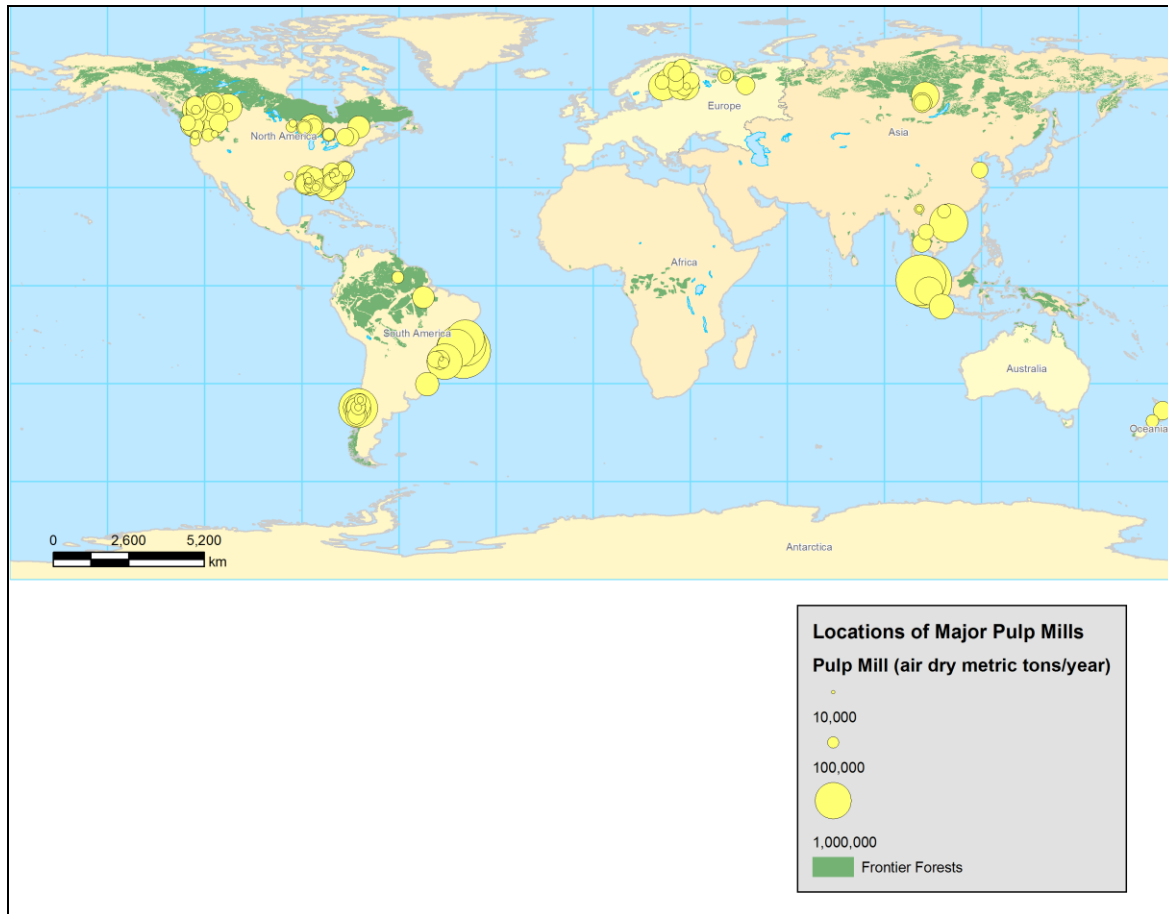 Europe
North America
Asia
Africa
South America
Australia
Oceania
0 2,600 5,200
km
Antarctica
Locations of Major Pulp Mills
Pulp Mill (air dry metric tons/year)
10,000
100,000
1,000,000
Frontier Forests